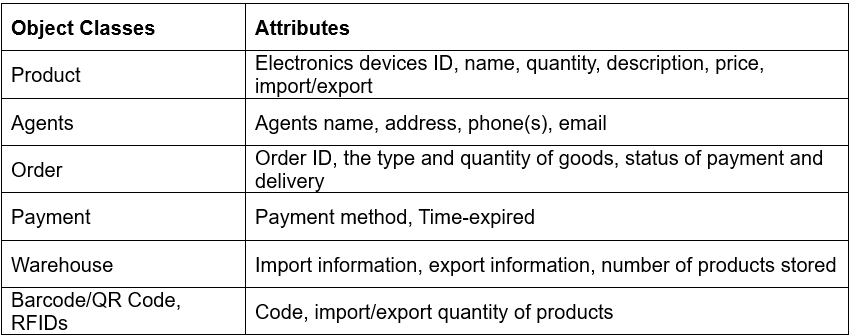 Object Classes Attributes
Product
Electronics devices ID, name, quantity, description, price,
import/export
Agents
Agents name, address, phone(s), email
Order
Order ID, the type and quantity of goods, status of payment and
delivery
Payment
Payment method, Time-expired
Warehouse
Import information, export information, number of products stored
Barcode/QR Code,
RFIDs
Code, import/export quantity of products